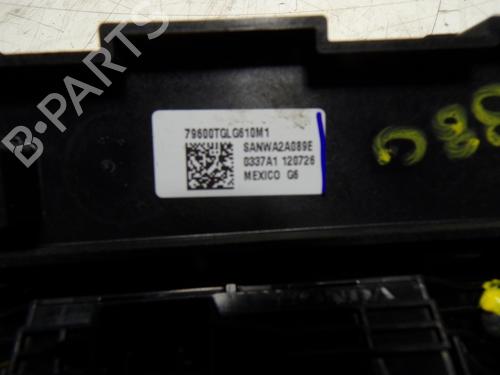 79600TGLG610M1
SANWA2A089E
0337A1 120726
MEXICO G6
B-PARTS